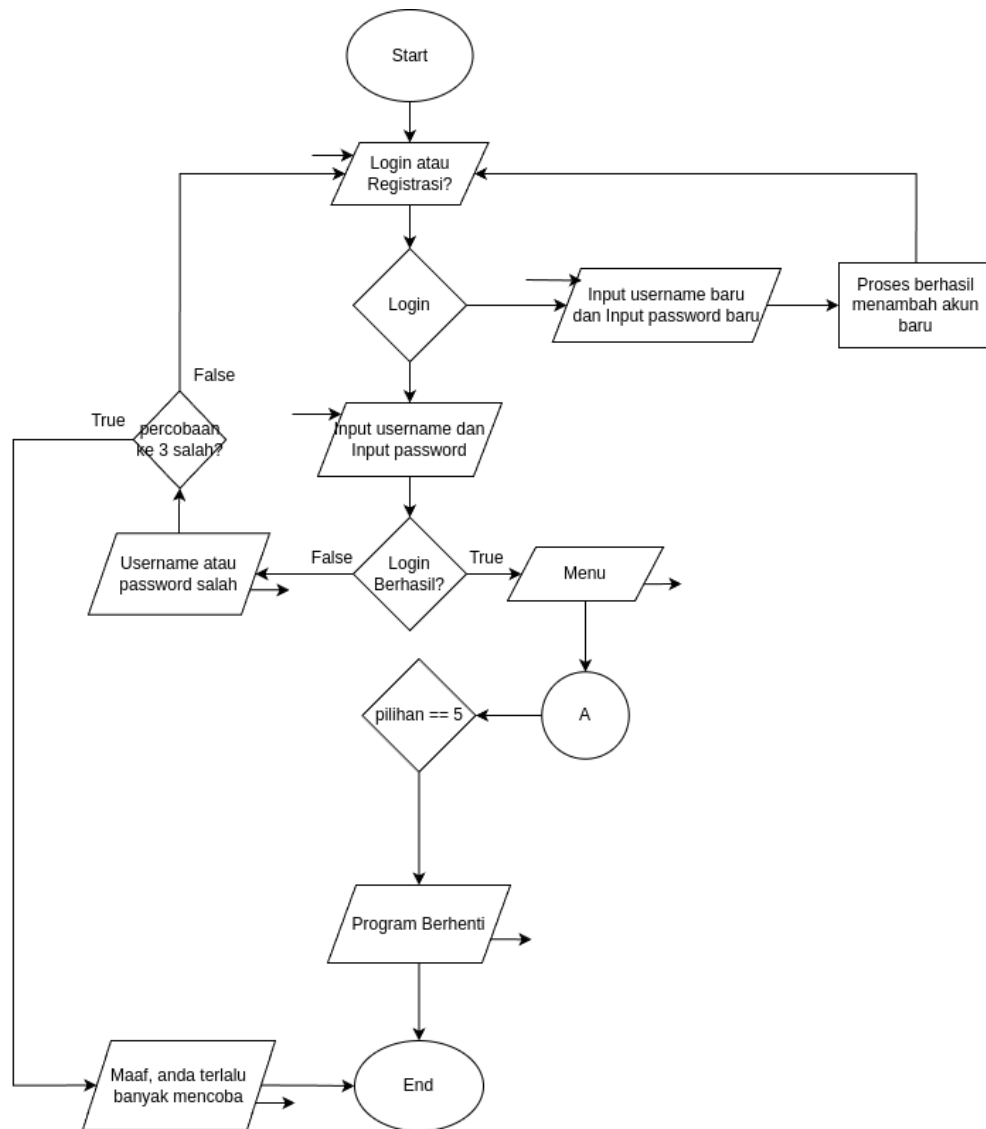 Start
Login atau
Registrasi?
Login
Input username baru
dan Input password baru
Proses berhasil
menambah akun
baru
False
True
percobaan
ke 3 salah?
Input username dan
Input password
Username atau
password salah
False
Login
Berhasil?
True
Menu
A
pilihan == 5
Program Berhenti
Maaf, anda terlalu
banyak mencoba
End